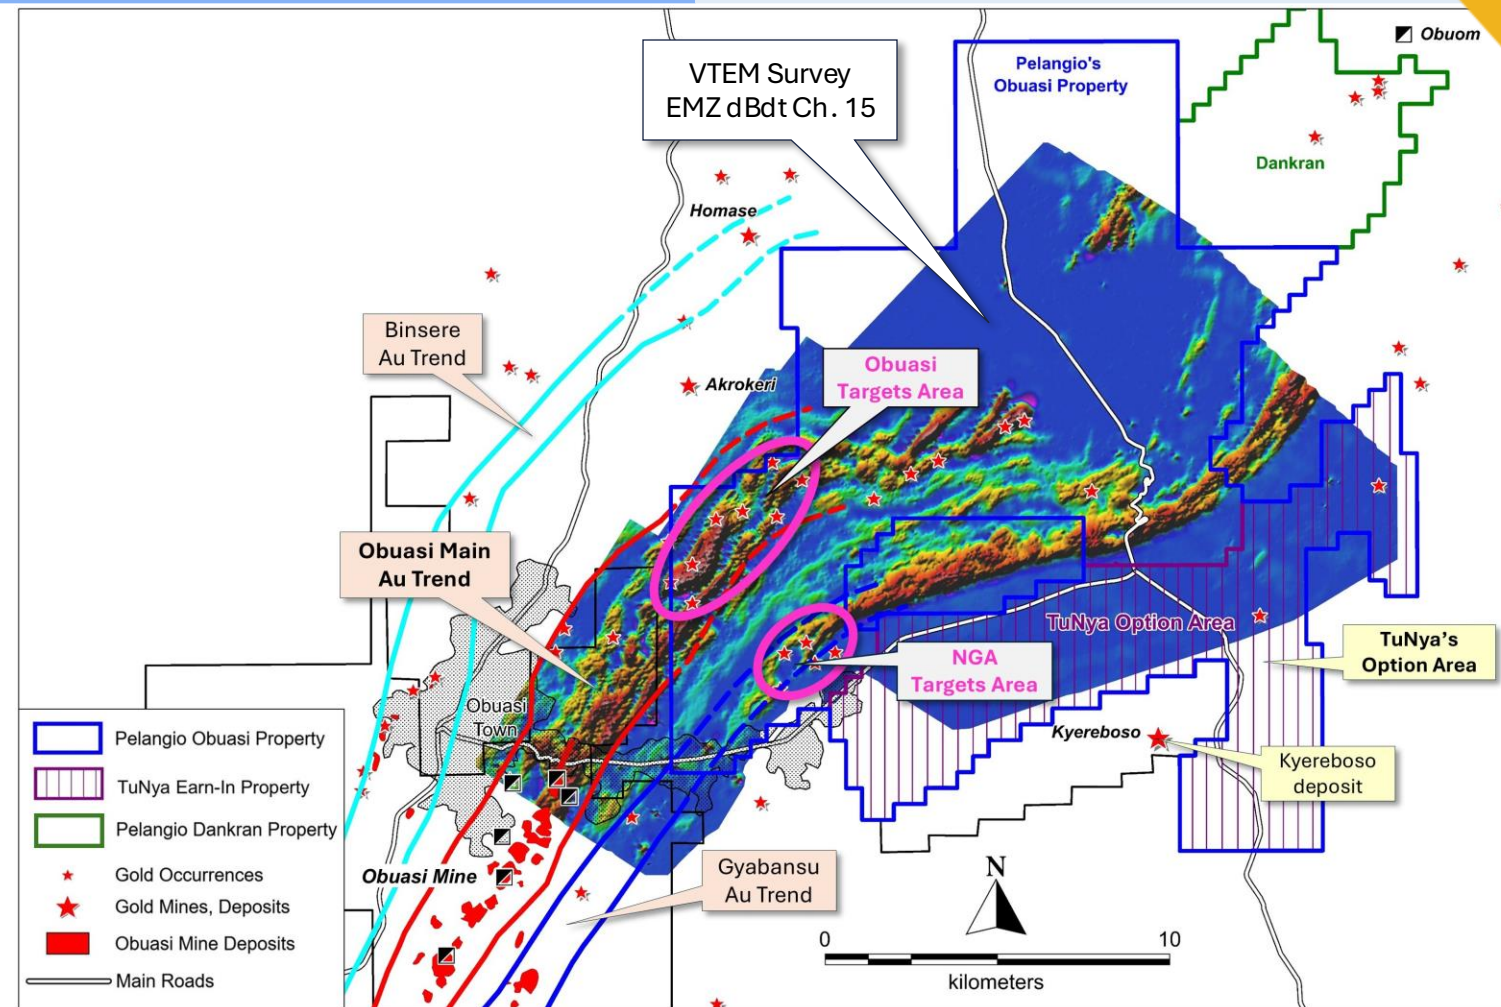 Obuom
VTEM Survey
EMZ dBdt Ch. 15
Pelangio's
Obuasi Property
Dankran
Homase
Binsere
Au Trend
Akrokeri
Obuasi
Targets Area
Obuasi Main
Au Trend
TuNya Option Area
NGA
Targets Area
TuNya's
Option Area
Obuasi
Town
Kyereboso
Kyereboso
deposit
Obuasi Mine
Gyabansu
Au Trend
N
0
10
kilometers
Pelangio Obuasi Property
TuNya Earn-In Property
Pelangio Dankran Property
Gold Occurrences
Gold Mines, Deposits
Obuasi Mine Deposits
Main Roads